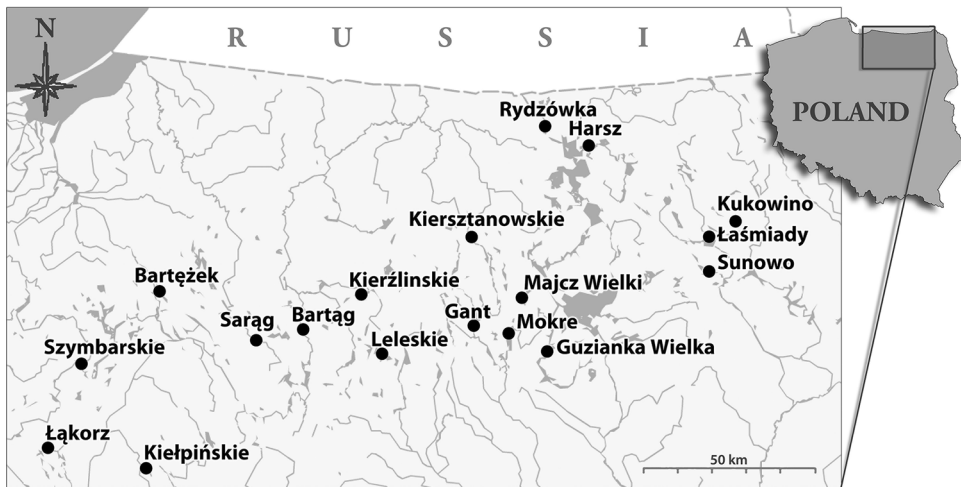 N
RUSSIA
POLAND
Rydzówka
Harsz
Kukowino
Kiersztanowskie
Łaśmiady
Sunowo
Bartężek
Kierźlinskie
Majcz Wielki
Sarąg
Bartąg
Gant
Mokre
Leleskie
Szymbarskie
Guzianka Wielka
Łąkorz
Kiełpińskie
50 km